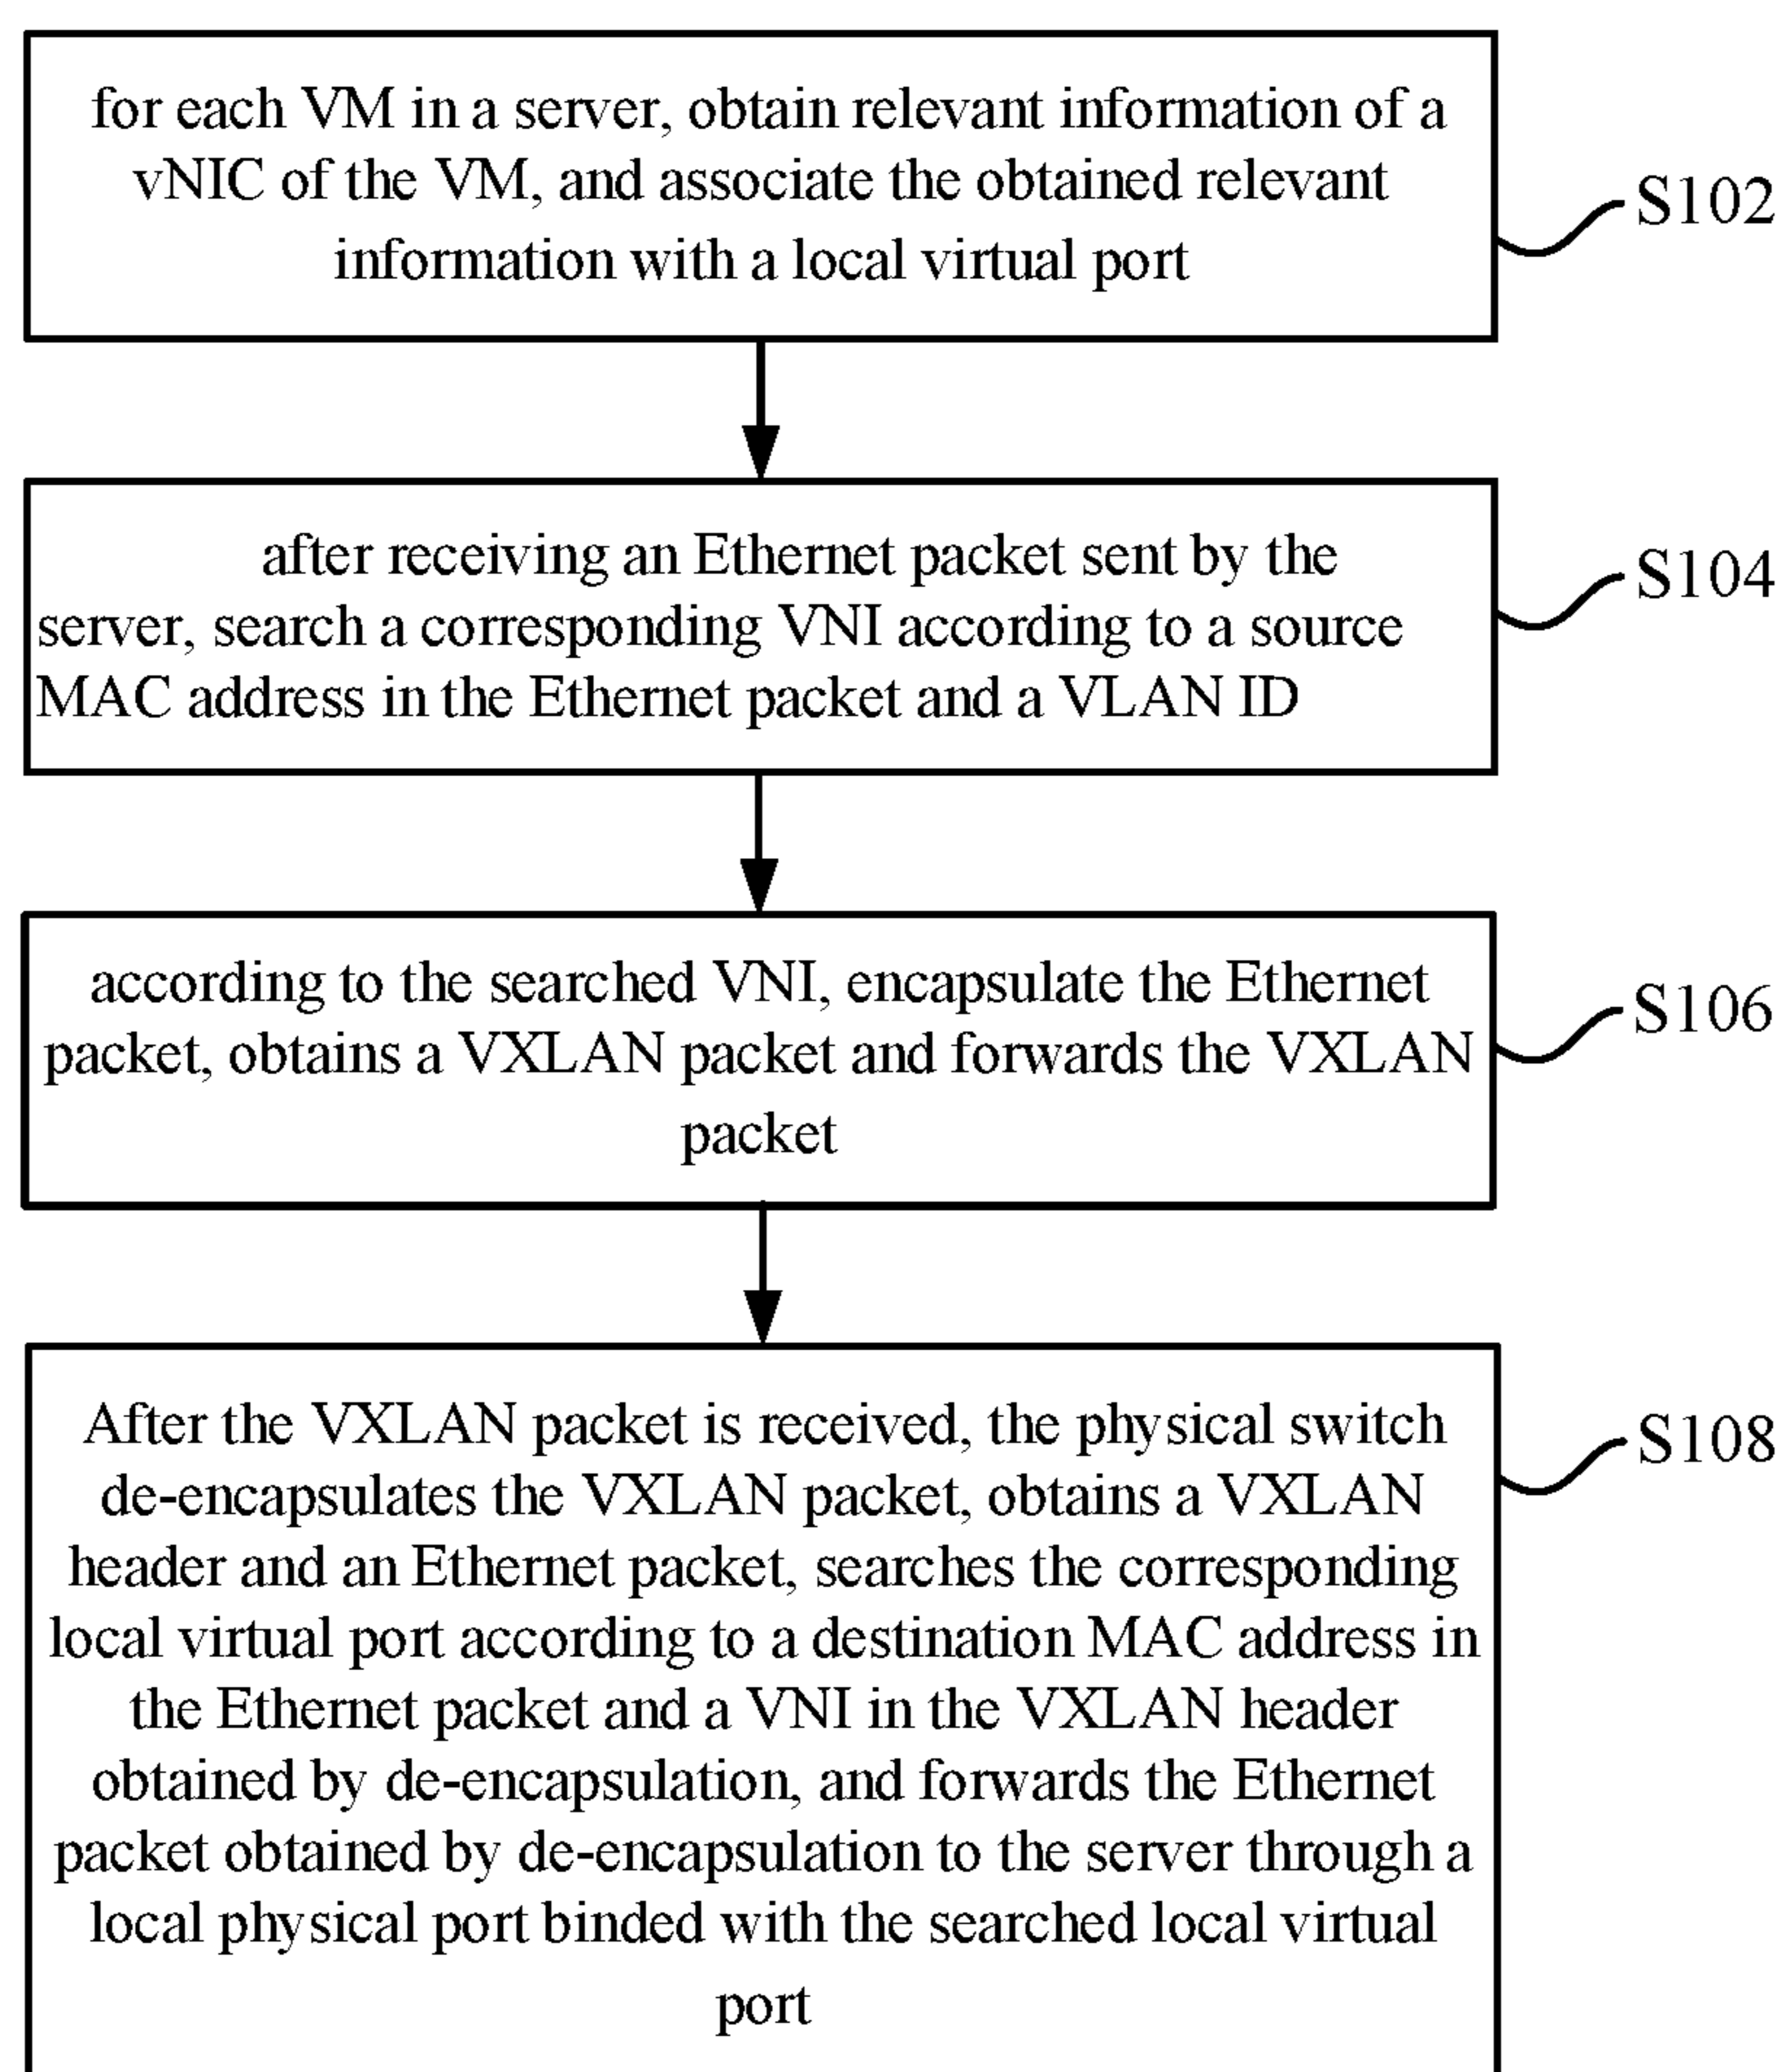 for each VM in a server, obtain relevant information of a
vNIC of the VM, and associate the obtained relevant
information with a local virtual port
S102
after receiving an Ethernet packet sent by the
server, search a corresponding VNI according to a source
MAC address in the Ethernet packet and a VLAN ID
S104
according to the searched VNI, encapsulate the Ethernet
packet, obtains a VXLAN packet and forwards the VXLAN
packet
S106
After the VXLAN packet is received, the physical switch
de-encapsulates the VXLAN packet, obtains a VXLAN
header and an Ethernet packet, searches the corresponding
local virtual port according to a destination MAC address in
the Ethernet packet and a VNI in the VXLAN header
obtained by de-encapsulation, and forwards the Ethernet
packet obtained by de-encapsulation to the server through a
local physical port binded with the searched local virtual
port
S108